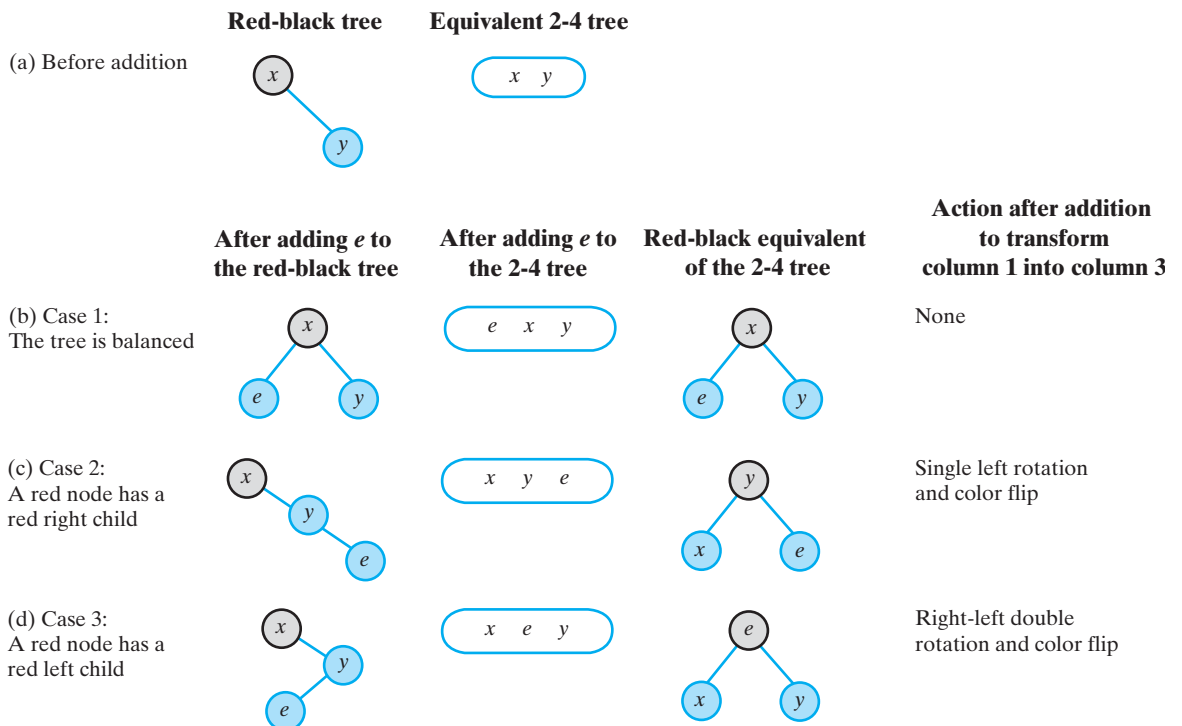 Red-black tree Equivalent 2-4 tree
(a) Before addition
x
x y
y
Action after addition
After adding e to After adding e to Red-black equivalent to transform
the red-black tree the 2-4 tree of the 2-4 tree column 1 into column 3
(b) Case 1:
The tree is balanced
x
e x y
x
None
e y
e y
(c) Case 2:
A red node has a
red right child
x
y
e
x y e
y
x e
Single left rotation
and color flip
(d) Case 3:
A red node has a
red left child
x
y
e
x e y
e
x y
Right-left double
rotation and color flip